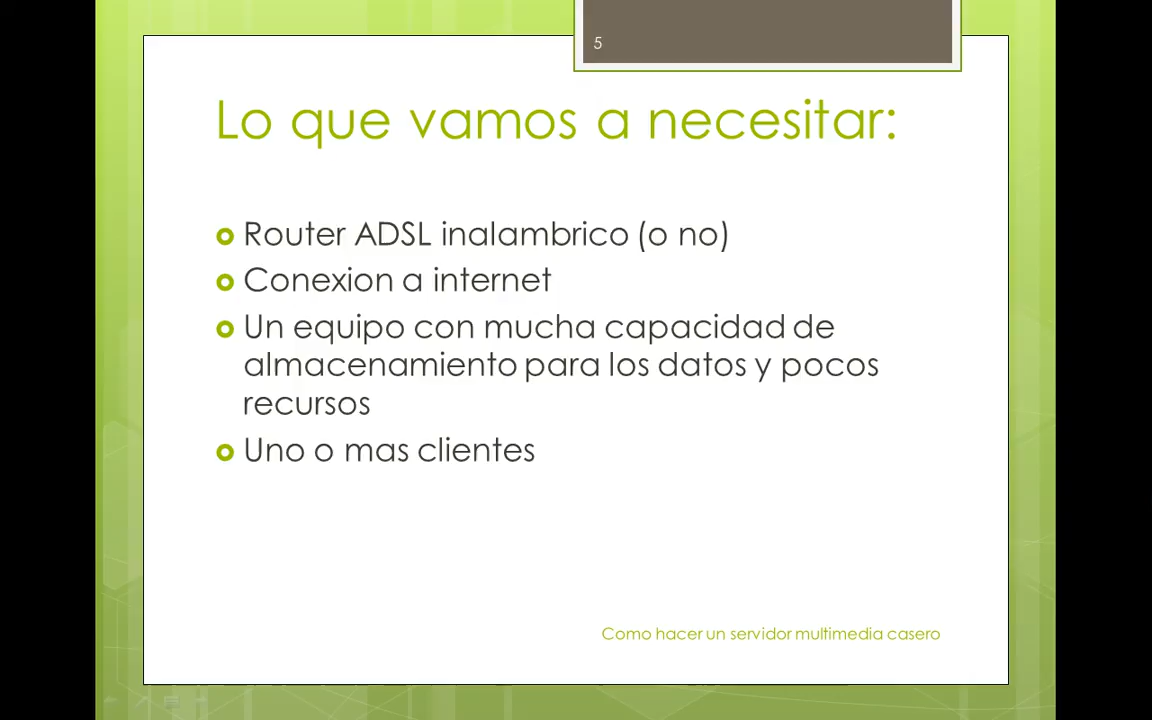 5
Lo que vamos a necesitar:
Router ADSL inalambrico (o no)
Conexion a internet
Un equipo con mucha capacidad de
almacenamiento para los datos y pocos
recursos
Uno o mas clientes
Como hacer un servidor multimedia casero